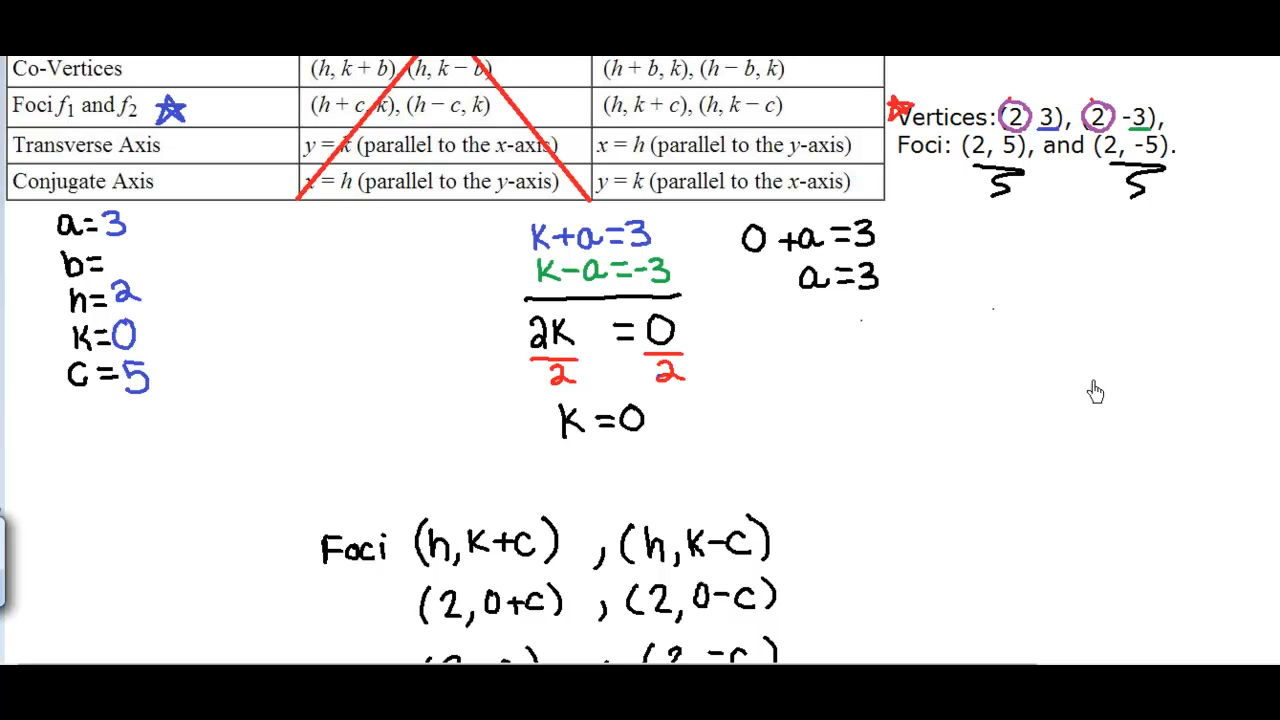 Co-Vertices (h, k + b), (h, k − b) (h + b, k), (h − b, k)
Foci f1 and f2 (h + c, k), (h − c, k) (h, k + c), (h, k − c)
Transverse Axis y = k (parallel to the x-axis) x = h (parallel to the y-axis)
Conjugate Axis x = h (parallel to the y-axis) y = k (parallel to the x-axis)
Vertices: (2, 3), (2, -3),
Foci: (2, 5), and (2, -5).
5 5
a=3
b=
h=2
k=0
c=5
k+a=3
k-a=-3
2k =0
2 2
k=0
0+a=3
a=3
Foci (h, k+c) , (h, k-c)
(2, 0+c) , (2, 0-c)